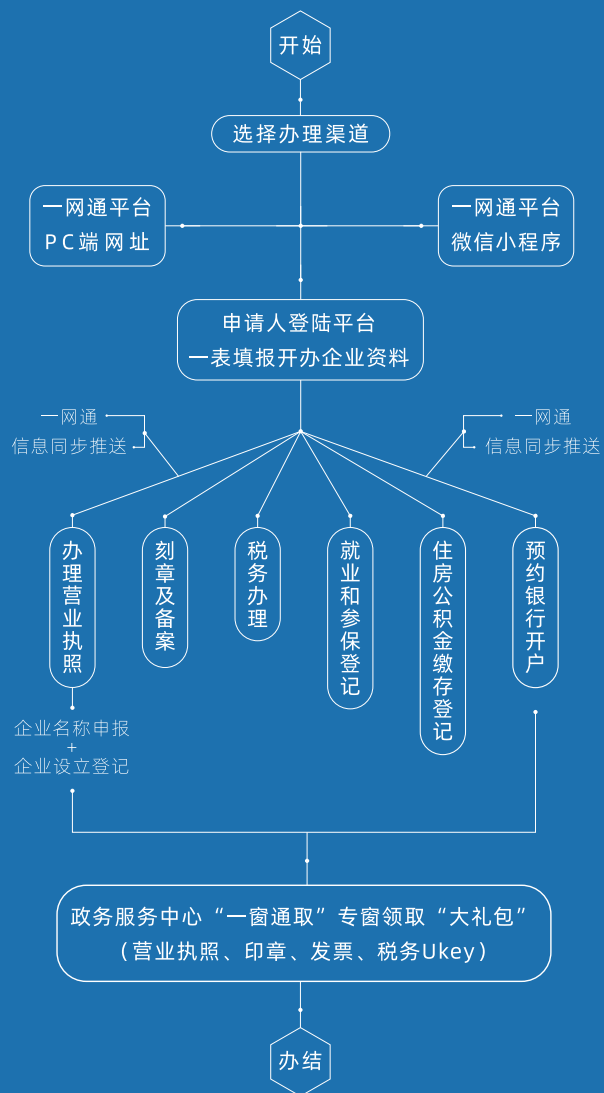 开始
选择办理渠道
一网通平台
PC端网址
一网通平台
微信小程序
申请人登陆平台
一表填报开办企业资料
一网通
信息同步推送
一网通
信息同步推送
办理营业执照
刻章及备案
税务办理
就业和参保登记
住房公积金缴存登记
预约银行开户
企业名称申报
+
企业设立登记
政务服务中心“一窗通取”专窗领取“大礼包”
（营业执照、印章、发票、税务Ukey）
办结